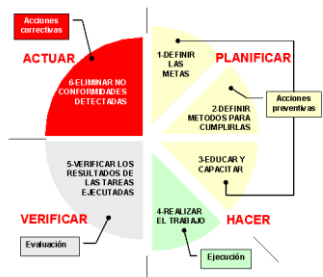 Acciones
correctivas
ACTUAR
6-ELIMINAR NO
CONFORMIDADES
DETECTADAS
1-DEFINIR
LAS
METAS
PLANIFICAR
Acciones
preventivas
2-DEFINIR
METODOS PARA
CUMPLIRLAS
5-VERIFICAR LOS
RESULTADOS DE
LAS TAREAS
EJECUTADAS
3-EDUCAR Y
CAPACITAR
VERIFICAR
4-REALIZAR
EL TRABAJO
HACER
Evaluación
Ejecución